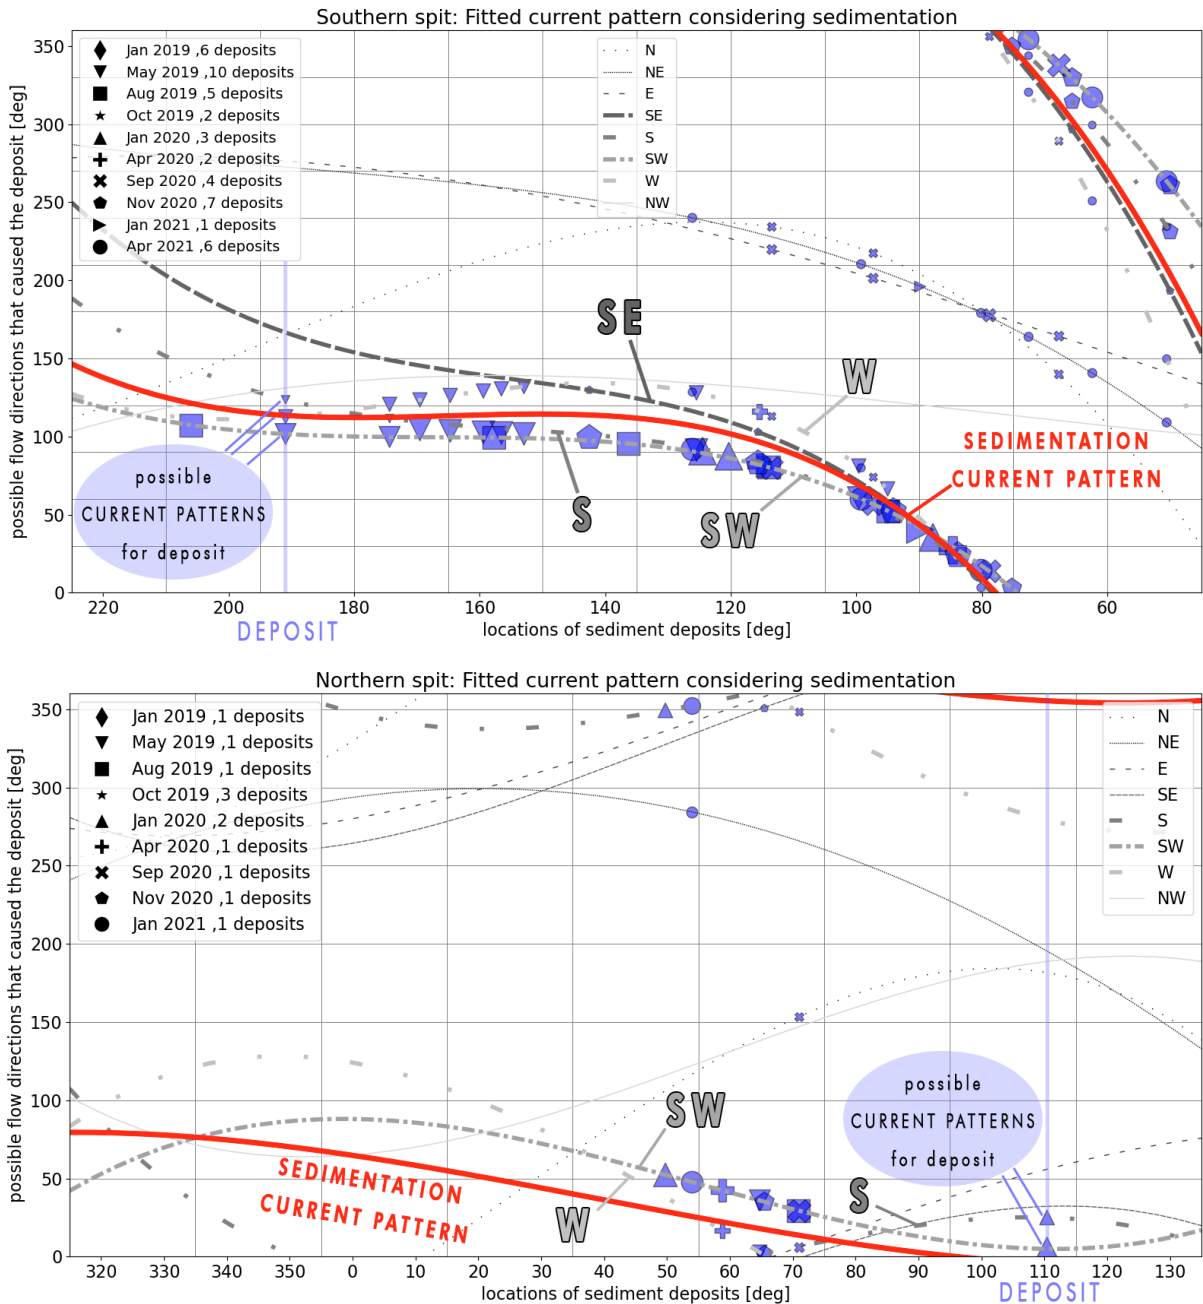 Southern spit: Fitted current pattern considering sedimentation
possible flow directions that caused the deposit [deg]
350
300
250
200
150
100
50
0
Jan 2019 ,6 deposits
May 2019 ,10 deposits
Aug 2019 ,5 deposits
Oct 2019 ,2 deposits
Jan 2020 ,3 deposits
Apr 2020 ,2 deposits
Sep 2020 ,4 deposits
Nov 2020 ,7 deposits
Jan 2021 ,1 deposits
Apr 2021 ,6 deposits
N
NE
E
SE
S
SW
W
NW
SE
W
S
SW
SEDIMENTATION
CURRENT PATTERN
possible
CURRENT PATTERNS
for deposit
220 200 180 160 140 120 100 80 60
DEPOSIT
locations of sediment deposits [deg]
Northern spit: Fitted current pattern considering sedimentation
possible flow directions that caused the deposit [deg]
350
300
250
200
150
100
50
0
Jan 2019 ,1 deposits
May 2019 ,1 deposits
Aug 2019 ,1 deposits
Oct 2019 ,3 deposits
Jan 2020 ,2 deposits
Apr 2020 ,1 deposits
Sep 2020 ,1 deposits
Nov 2020 ,1 deposits
Jan 2021 ,1 deposits
N
NE
E
SE
S
SW
W
NW
SW
W
S
SEDIMENTATION
CURRENT PATTERN
possible
CURRENT PATTERNS
for deposit
320 330 350 0 20 30 50 60 70 80 90 100 110 120 130
locations of sediment deposits [deg]
DEPOSIT